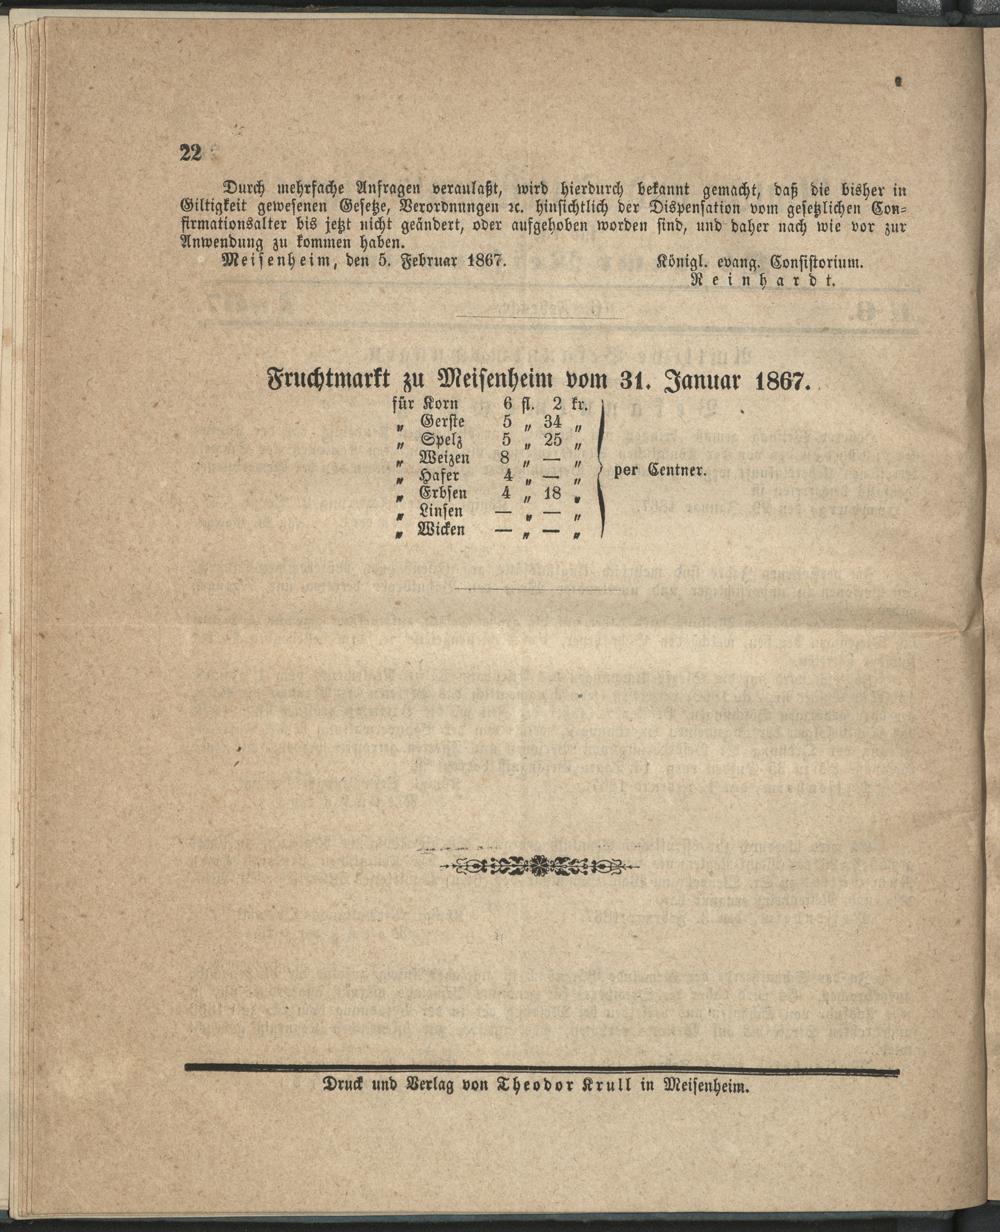 22
Durch mehrfache Anfragen veranlaßt, wird hierdurch bekannt gemacht, daß die bisher in
Giltigkeit gewesenen Gesetze, Verordnungen ꝛc. hinsichtlich der Dispensation vom gesetzlichen Con-
firmationsalter bis jetzt nicht geändert, oder aufgehoben worden sind, und daher nach wie vor zur
Anwendung zu kommen haben.
Meisenheim, den 5. Februar 1867. Königl. evang. Consistorium.
Reinhardt.
Fruchtmarkt zu Meisenheim vom 31. Januar 1867.
für Korn 6 fl. 2 kr.
„ Gerste 5 „ 34 „
„ Spelz 5 „ 25 „
„ Weizen 8 „ — „
per Centner.
„ Hafer 4 „ — „
„ Erbsen 4 „ 18 „
„ Linsen — „ — „
„ Wicken — „ — „
Druck und Verlag von Theodor Krull in Meisenheim.